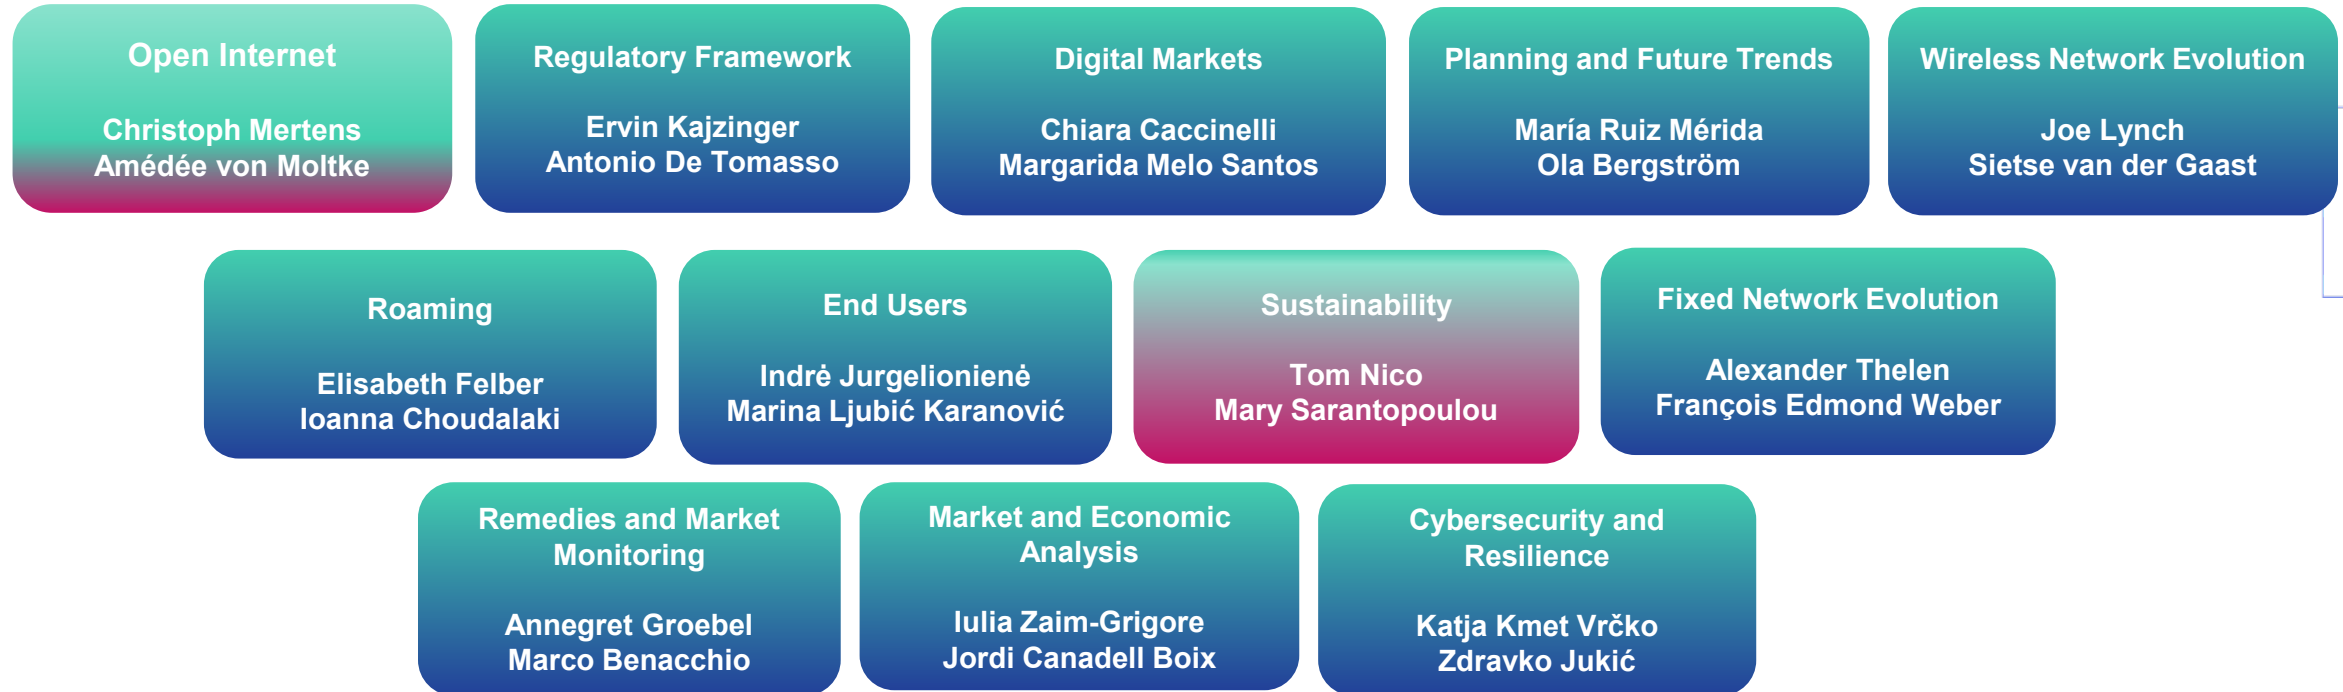 Open Internet
Christoph Mertens
Amédée von Moltke
Regulatory Framework
Ervin Kajzinger
Antonio De Tomasso
Digital Markets
Chiara Caccinelli
Margarida Melo Santos
Planning and Future Trends
María Ruiz Mérida
Ola Bergström
Wireless Network Evolution
Joe Lynch
Sietse van der Gaast
Roaming
Elisabeth Felber
Ioanna Choudalaki
End Users
Indrė Jurgelionienė
Marina Ljubić Karanović
Sustainability
Tom Nico
Mary Sarantopoulou
Fixed Network Evolution
Alexander Thelen
François Edmond Weber
Remedies and Market
Monitoring
Annegret Groebel
Marco Benacchio
Market and Economic
Analysis
Iulia Zaim-Grigore
Jordi Canadell Boix
Cybersecurity and
Resilience
Katja Kmet Vrčko
Zdravko Jukić